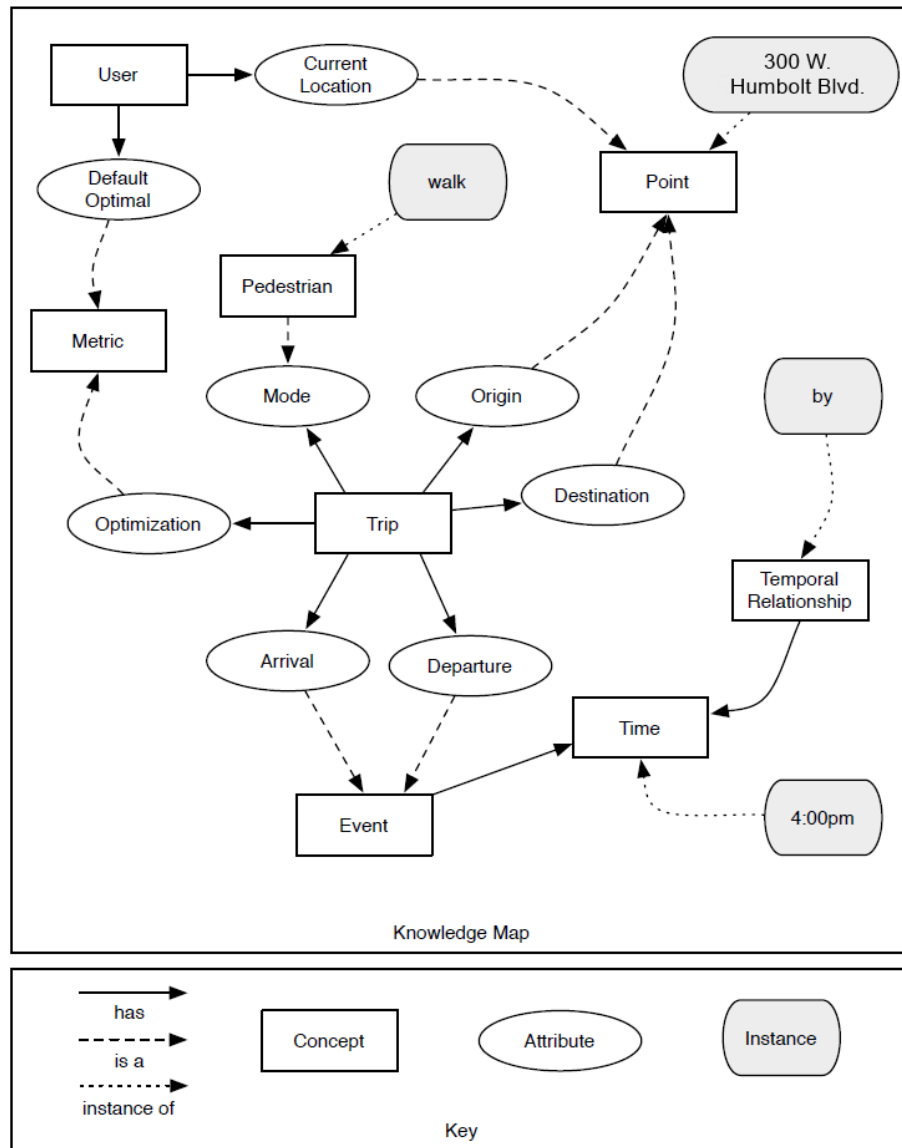 User
Current
Location
300 W.
Humbolt Blvd.
Default
Optimal
walk
Point
Pedestrian
Metric
Mode
Origin
by
Optimization
Trip
Destination
Temporal
Relationship
Arrival
Departure
Time
Event
4:00pm
Knowledge Map
has
is a
instance of
Concept
Attribute
Instance
Key